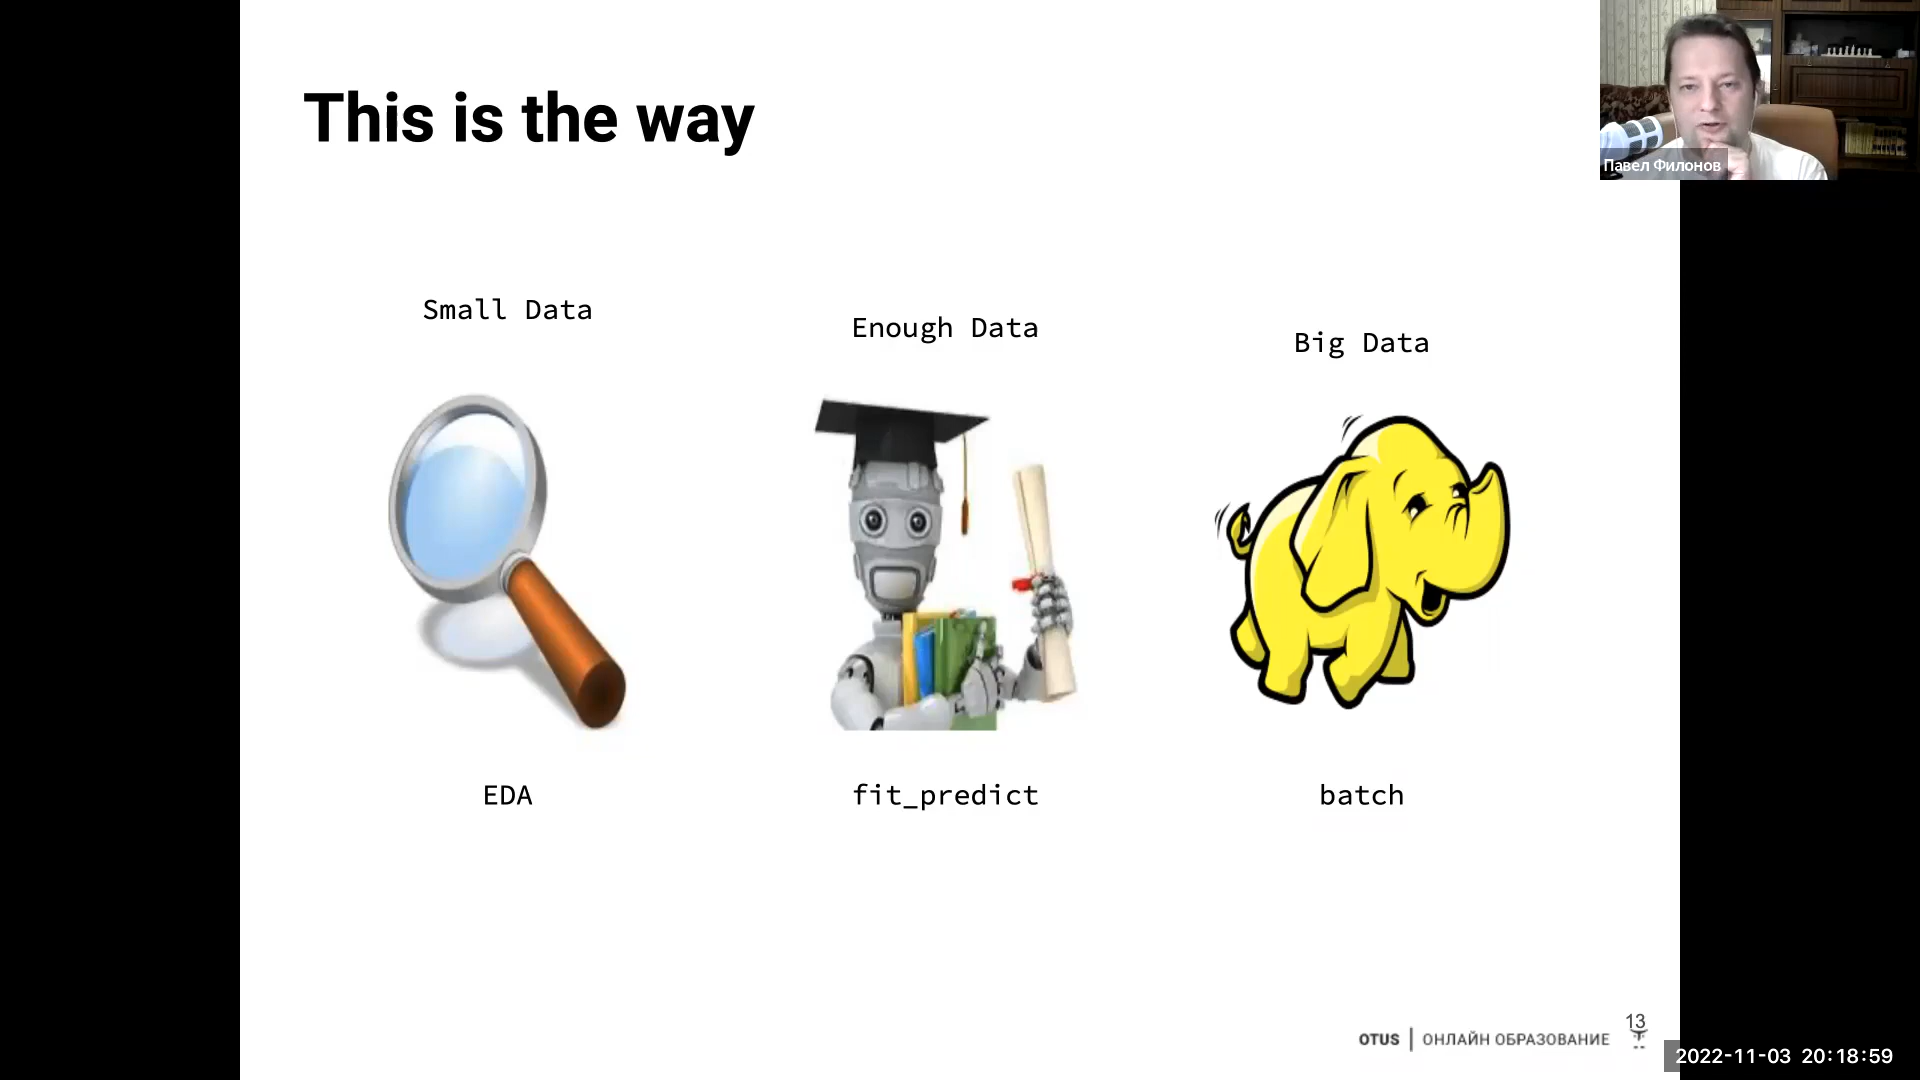 This is the way
Павел Филонов
Small Data
Enough Data
Big Data
EDA
fit_predict
batch
13
OTUS | ОНЛАЙН ОБРАЗОВАНИЕ
2022-11-03 20:18:59